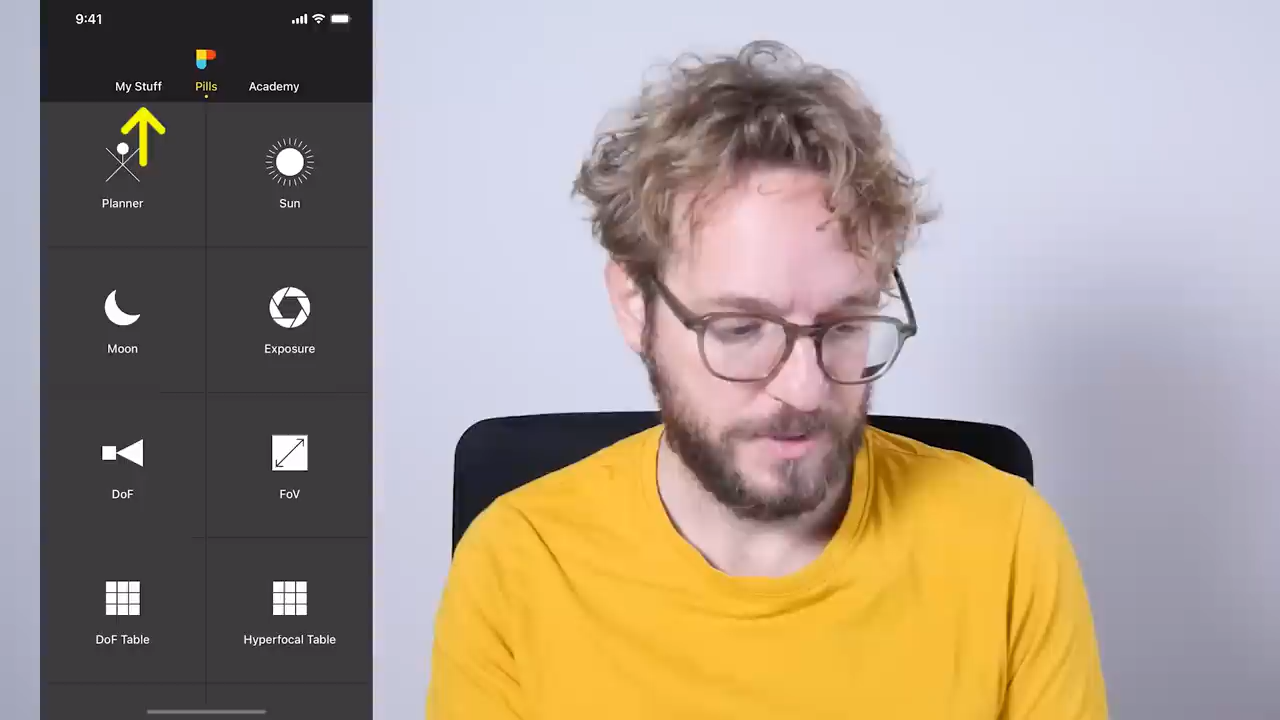 9:41
My Stuff
Pills
Academy
Planner
Sun
Moon
Exposure
DoF
FoV
DoF Table
Hyperfocal Table